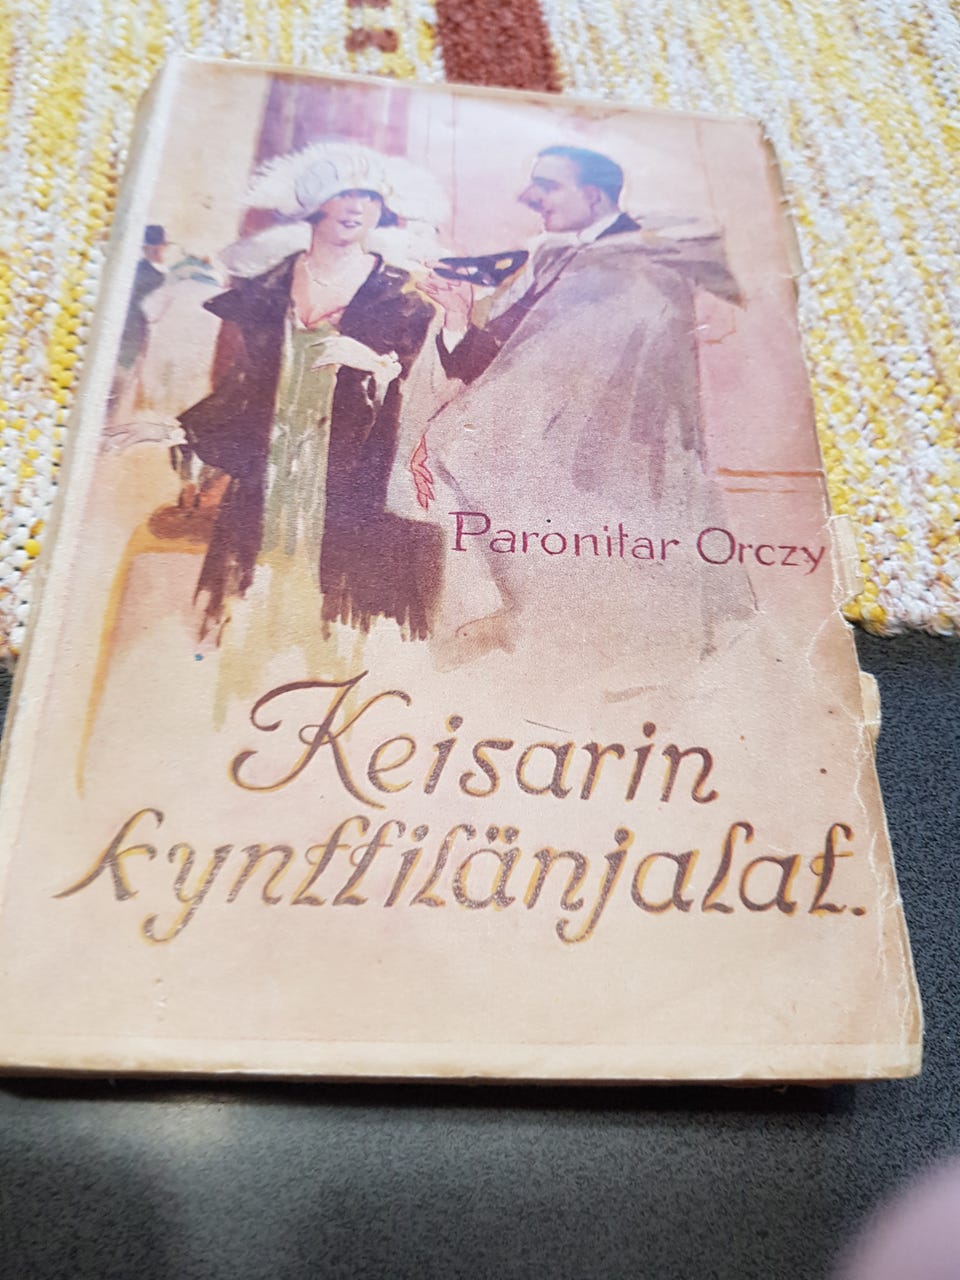 Paronitar Orczy
Keisarin
kynttilänjalat.